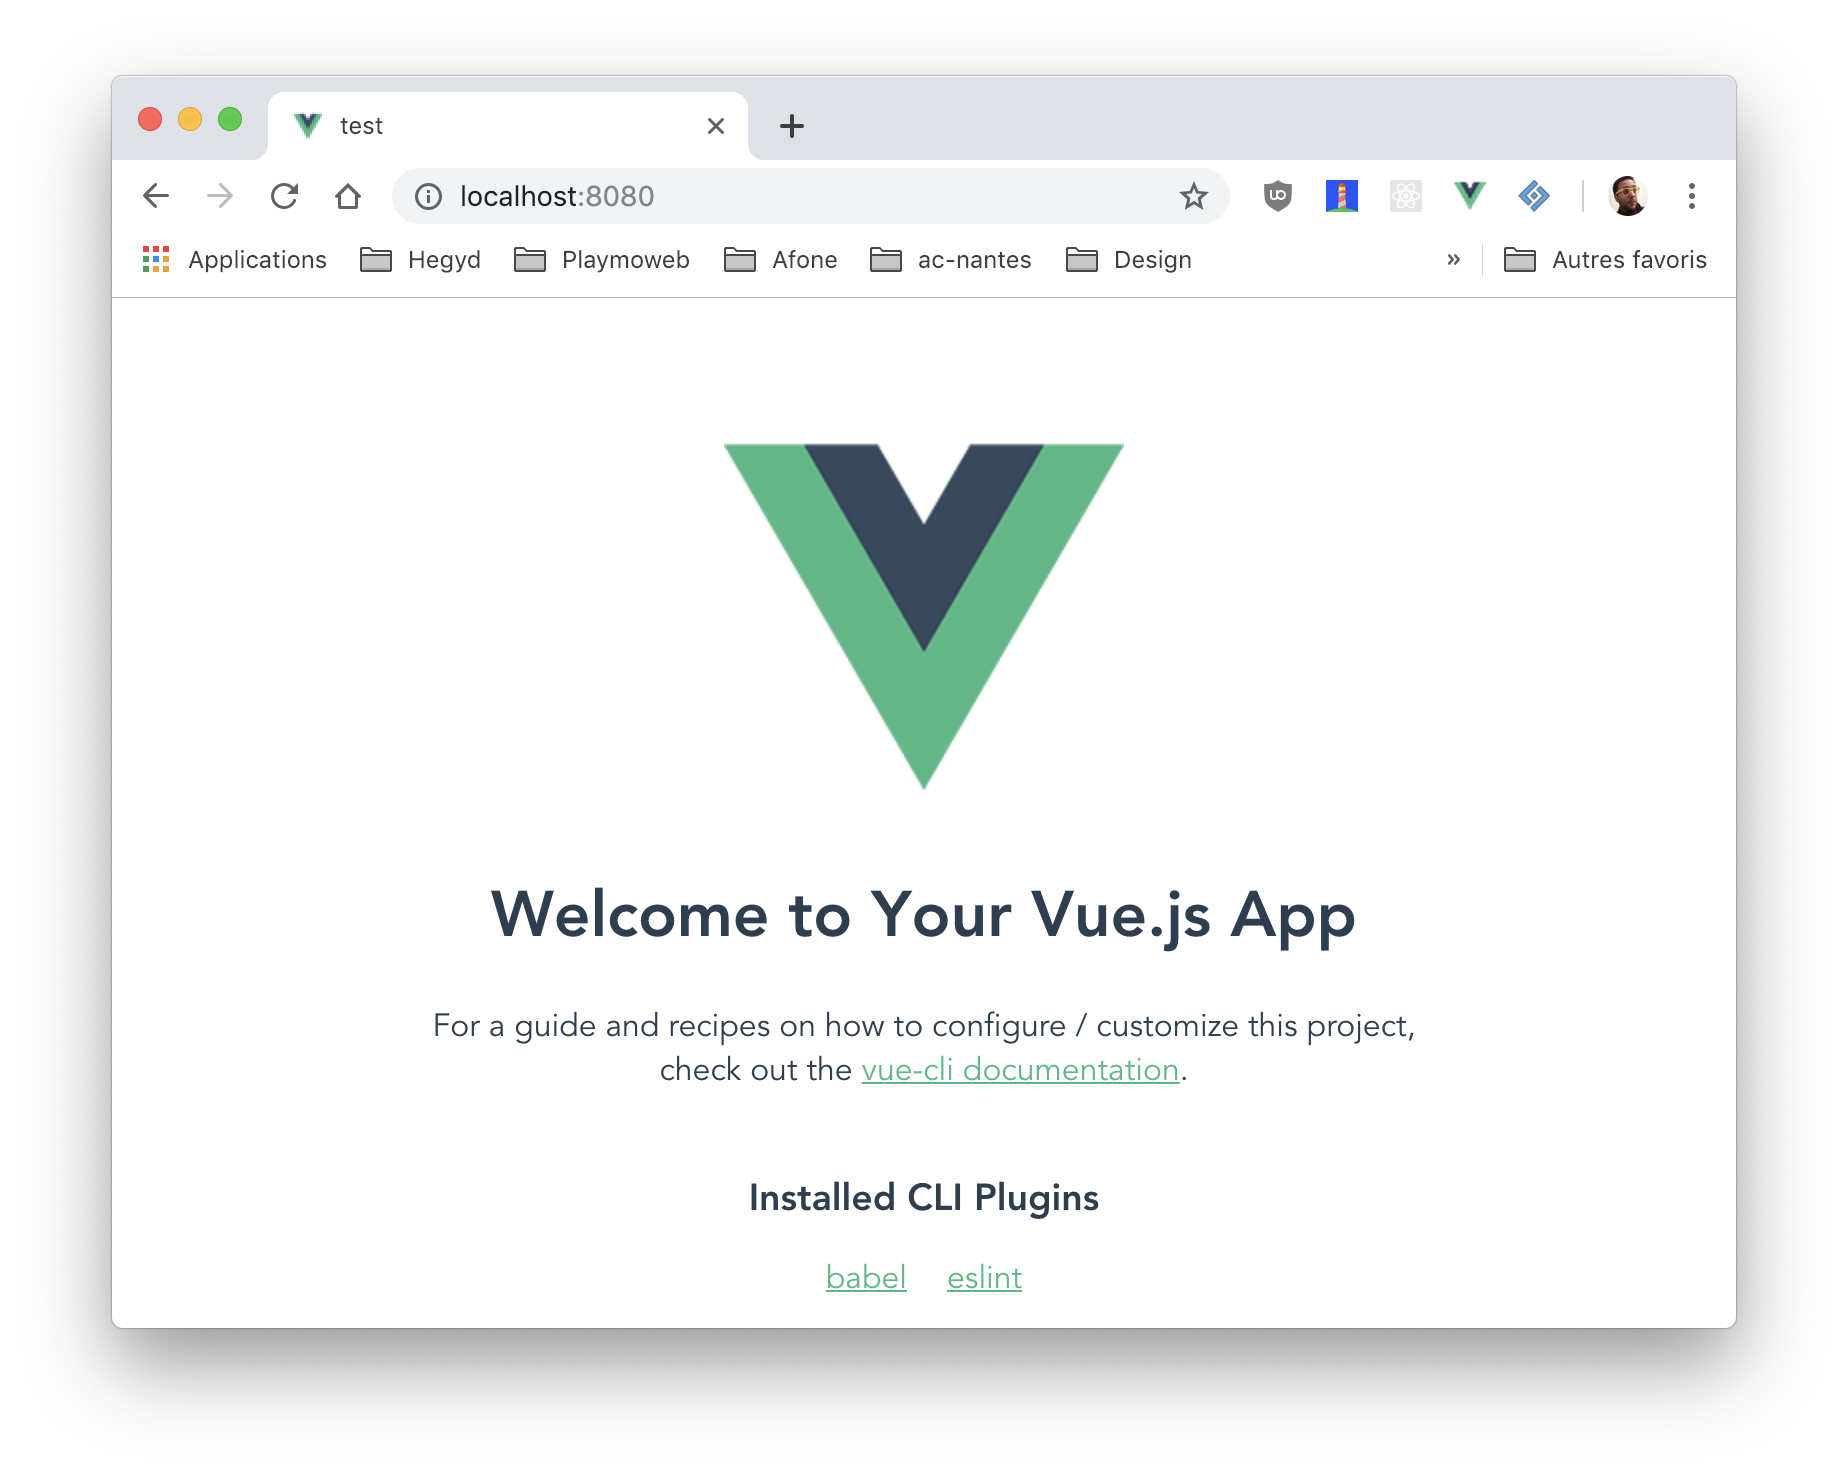 test
localhost:8080
Applications Hegyd Playmoweb Afone ac-nantes Design » Autres favoris
Welcome to Your Vue.js App
For a guide and recipes on how to configure / customize this project,
check out the vue-cli documentation.
Installed CLI Plugins
babel eslint